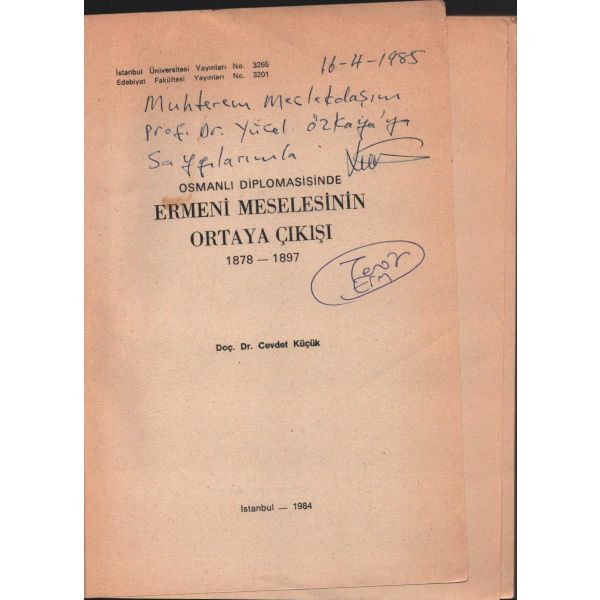 İstanbul Üniversitesi Yayınları No. 3265
Edebiyat Fakültesi Yayınları No. 3201
16-4-1985
Muhterem Meslekdaşım
Prof. Dr. Yücel Özkaya'ya
Saygılarımla
OSMANLI DİPLOMASİSİNDE
ERMENİ MESELESİNİN
ORTAYA ÇIKIŞI
1878 — 1897
Doç. Dr. Cevdet Küçük
İstanbul — 1984